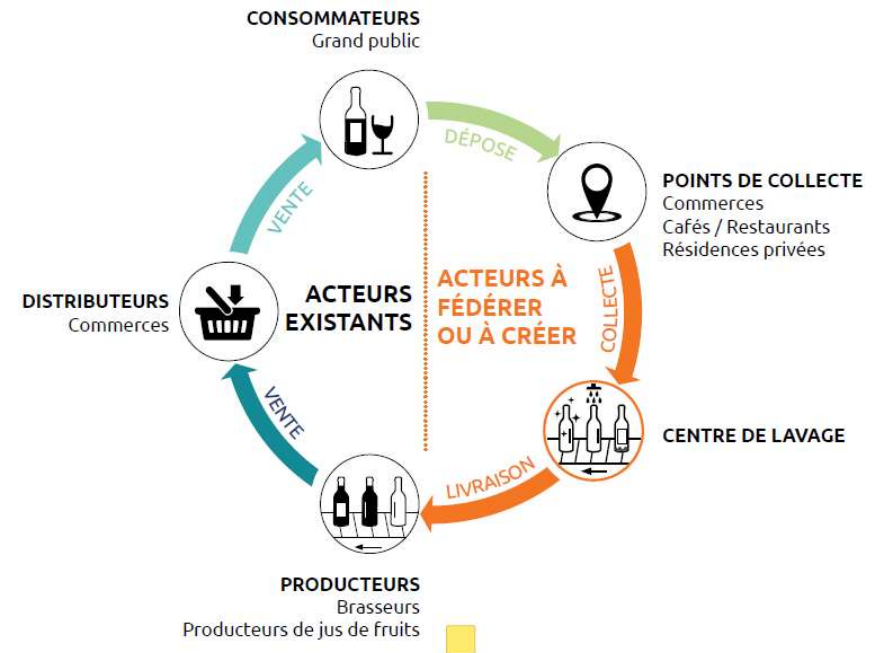 CONSOMMATEURS
Grand public
DÉPOSE
POINTS DE COLLECTE
Commerces
Cafés / Restaurants
Résidences privées
COLLECTE
CENTRE DE LAVAGE
LIVRAISON
PRODUCTEURS
Brasseurs
Producteurs de jus de fruits
VENTE
DISTRIBUTEURS
Commerces
VENTE
ACTEURS
EXISTANTS
ACTEURS À
FÉDÉRER
OU À CRÉER